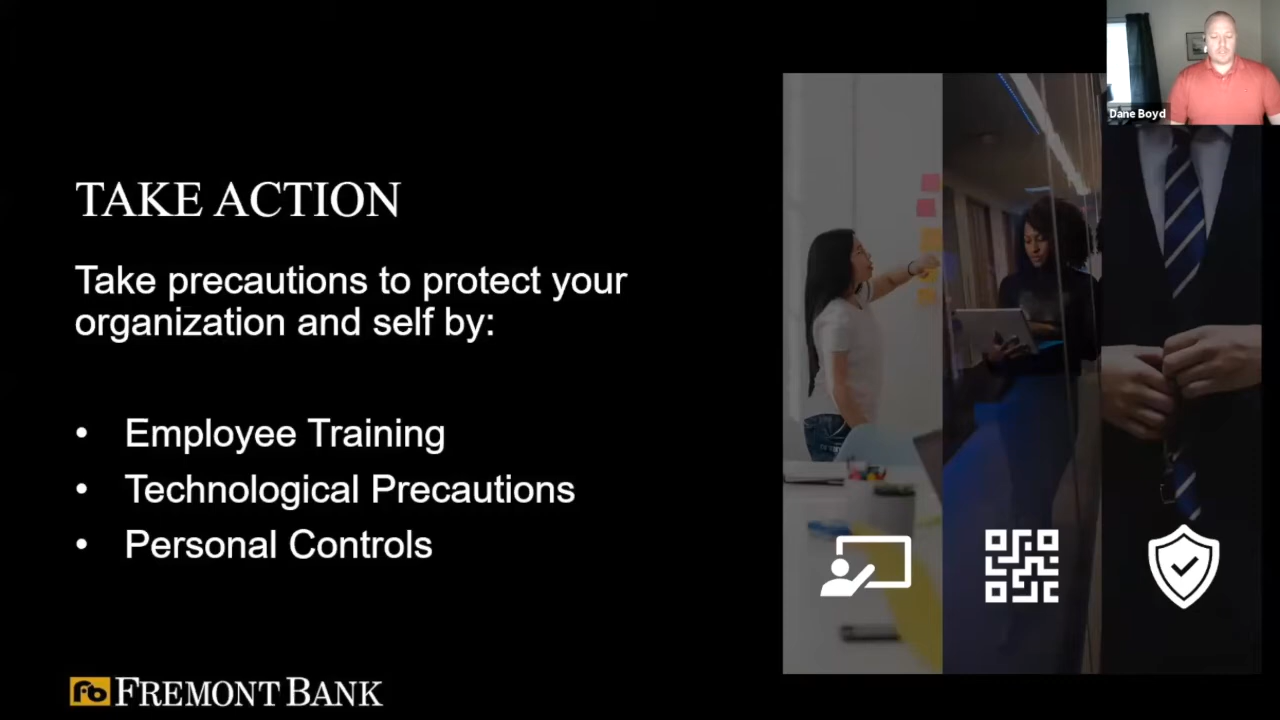 Dane Boyd
TAKE ACTION
Take precautions to protect your
organization and self by:
• Employee Training
• Technological Precautions
• Personal Controls
fb FREMONT BANK